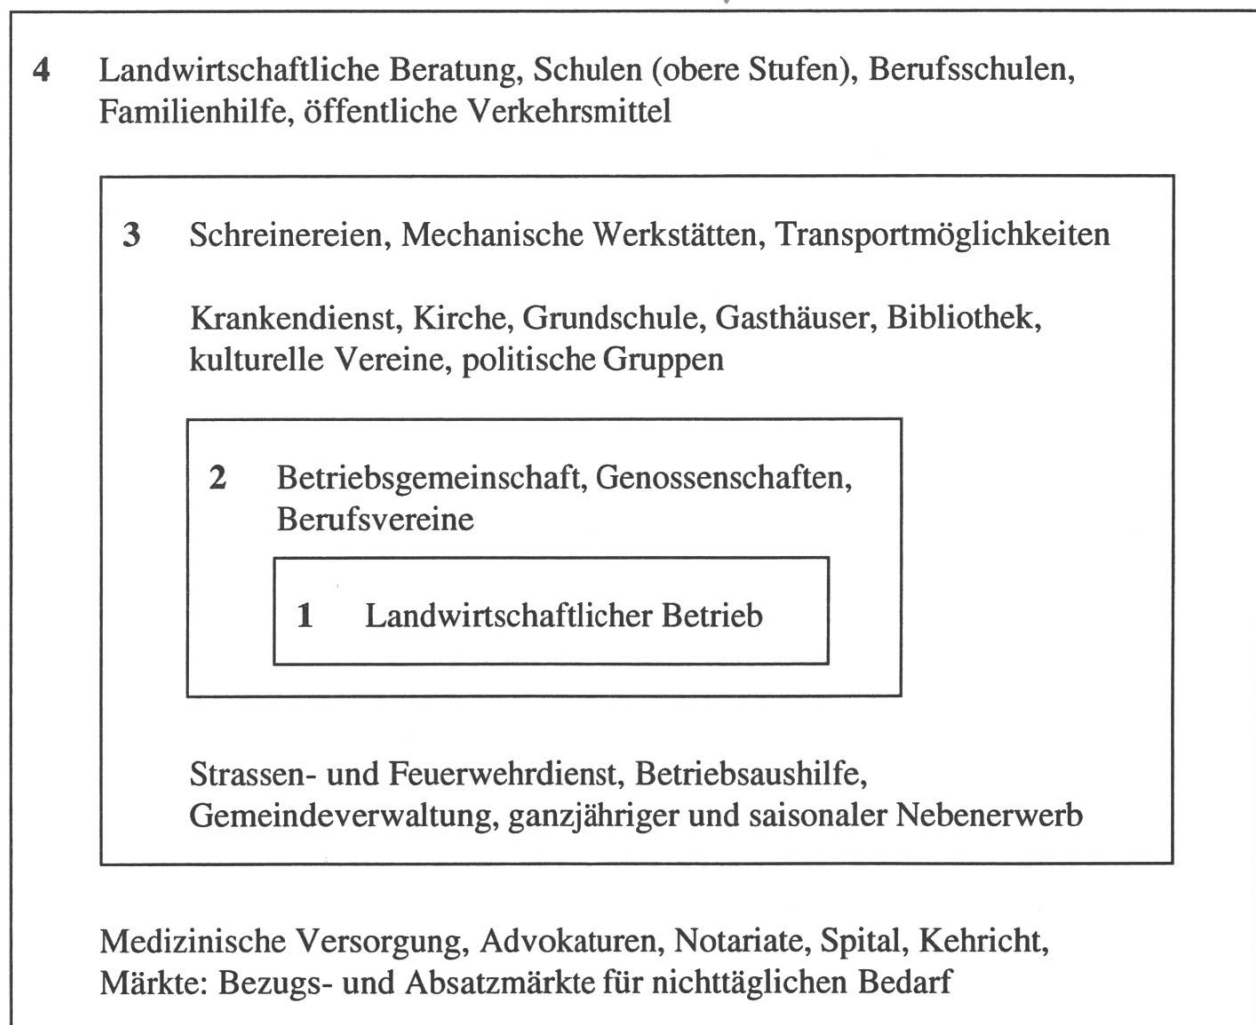 4 Landwirtschaftliche Beratung, Schulen (obere Stufen), Berufsschulen,
Familienhilfe, öffentliche Verkehrsmittel
3 Schreinereien, Mechanische Werkstätten, Transportmöglichkeiten
Krankendienst, Kirche, Grundschule, Gasthäuser, Bibliothek,
kulturelle Vereine, politische Gruppen
2 Betriebsgemeinschaft, Genossenschaften,
Berufsvereine
1 Landwirtschaftlicher Betrieb
Strassen- und Feuerwehrdienst, Betriebsaushilfe,
Gemeindeverwaltung, ganzjähriger und saisonaler Nebenerwerb
Medizinische Versorgung, Advokaturen, Notariate, Spital, Kehricht,
Märkte: Bezugs- und Absatzmärkte für nichttäglichen Bedarf